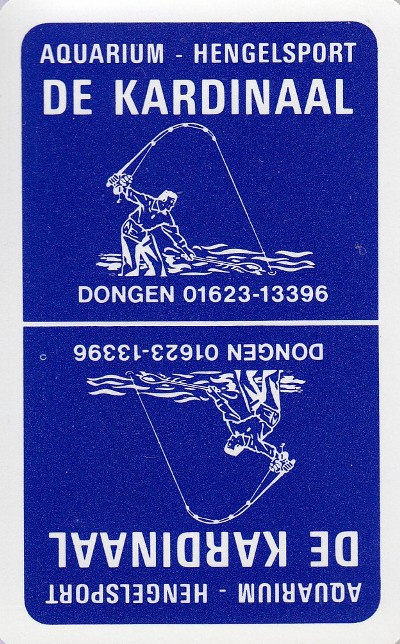 AQUARIUM - HENGELSPORT
DE KARDINAAL
DONGEN 01623-13396
DONGEN 01623-13396
DE KARDINAAL
AQUARIUM - HENGELSPORT